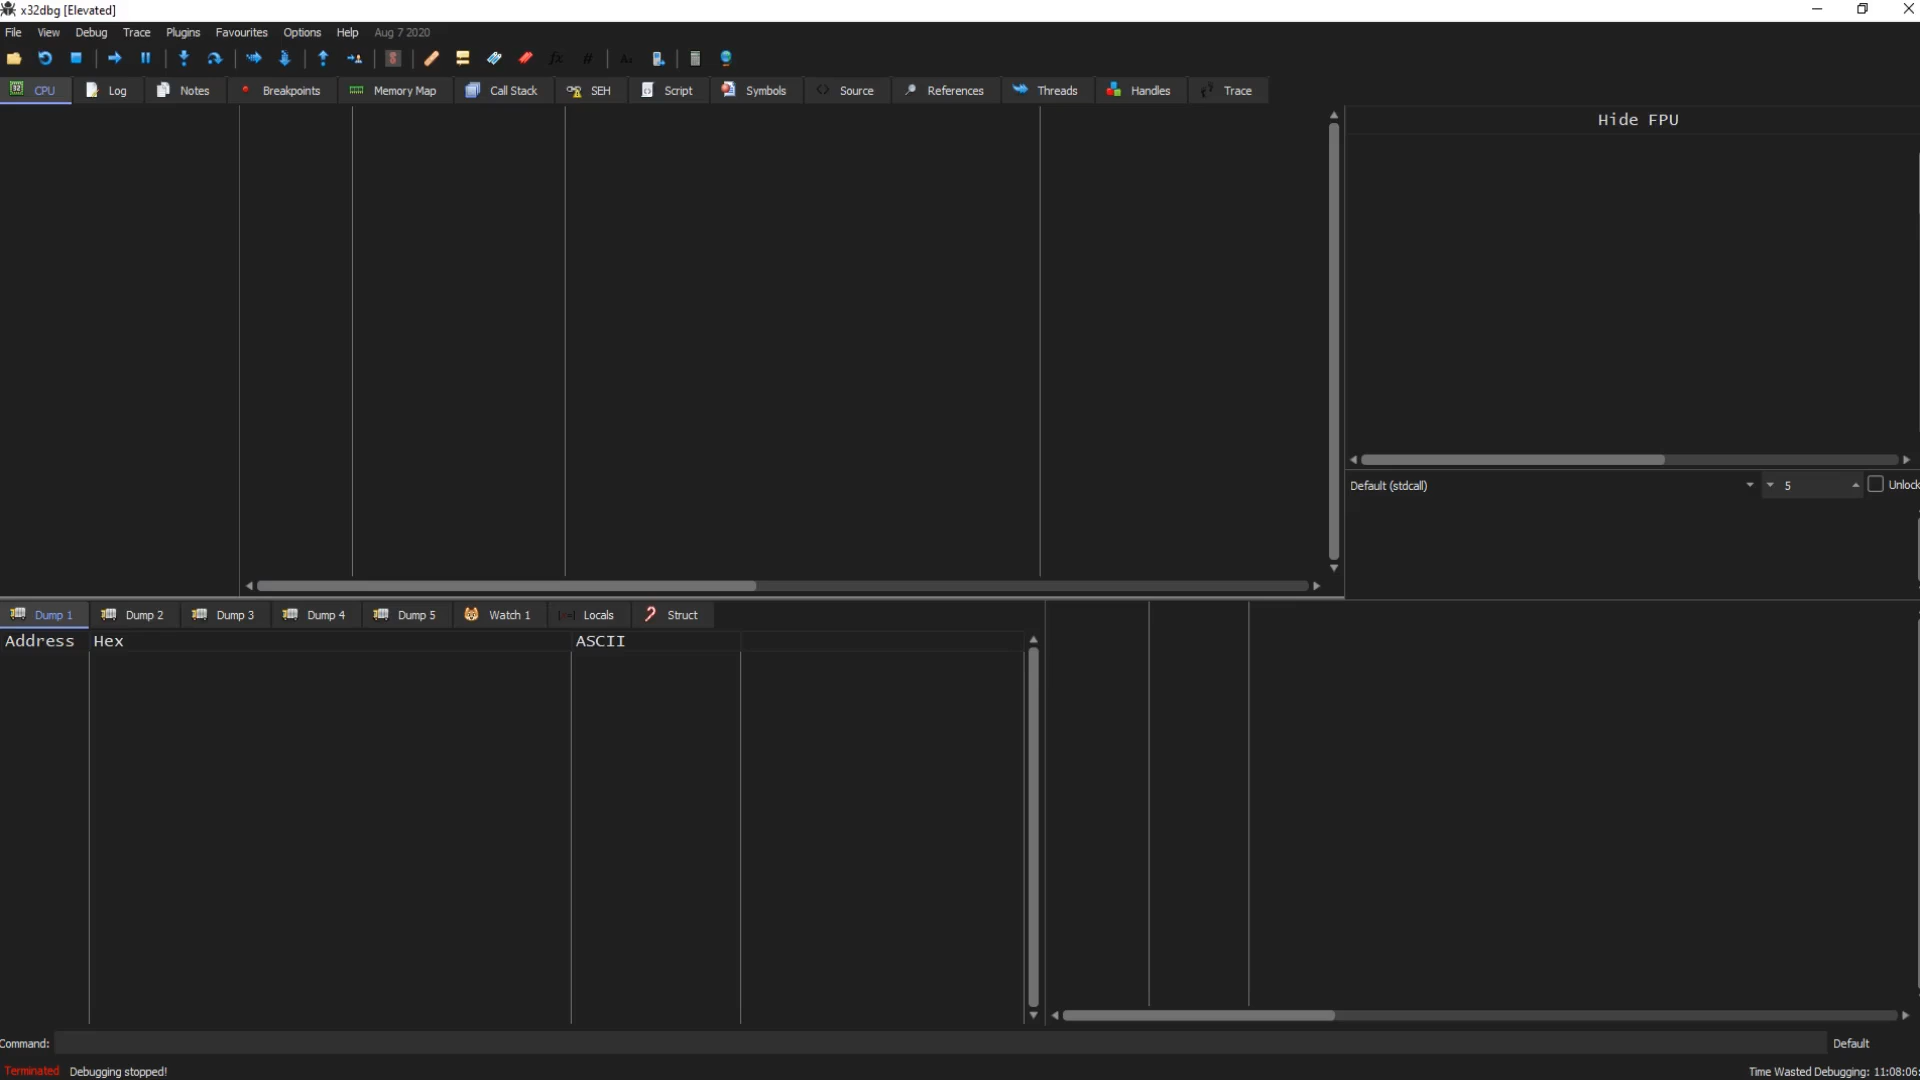 x32dbg [Elevated]
File View Debug Trace Plugins Favourites Options Help Aug 7 2020
CPU Log Notes Breakpoints Memory Map Call Stack SEH Script Symbols Source References Threads Handles Trace
Hide FPU
Default (stdcall) 5 Unlock
Dump 1 Dump 2 Dump 3 Dump 4 Dump 5 Watch 1 Locals Struct
Address Hex ASCII
Command: Default
Terminated Debugging stopped! Time Wasted Debugging: 11:08:06: